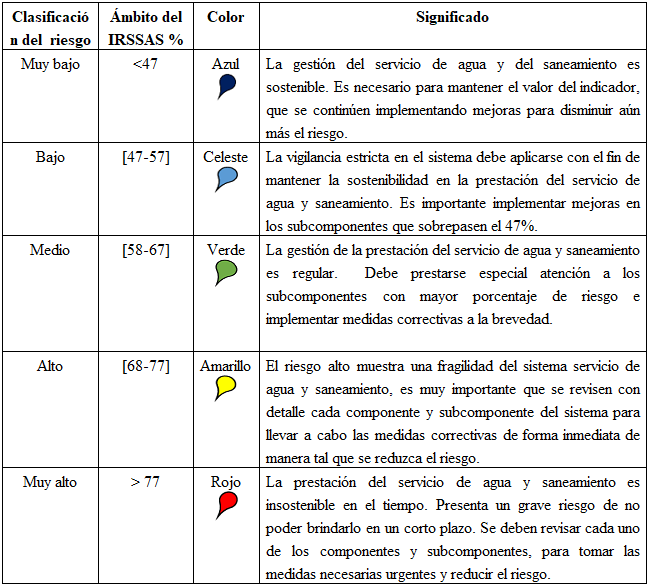 Clasificació
n del riesgo
Ámbito del
IRSSAS %
Color
Significado
Muy bajo
<47
Azul
La gestión del servicio de agua y del saneamiento es
sostenible. Es necesario para mantener el valor del indicador,
que se continúen implementando mejoras para disminuir aún
más el riesgo.
Bajo
[47-57]
Celeste
La vigilancia estricta en el sistema debe aplicarse con el fin de
mantener la sostenibilidad en la prestación del servicio de
agua y saneamiento. Es importante implementar mejoras en
los subcomponentes que sobrepasen el 47%.
Medio
[58-67]
Verde
La gestión de la prestación del servicio de agua y saneamiento
es regular. Debe prestarse especial atención a los
subcomponentes con mayor porcentaje de riesgo e
implementar medidas correctivas a la brevedad.
Alto
[68-77]
Amarillo
El riesgo alto muestra una fragilidad del sistema servicio de
agua y saneamiento, es muy importante que se revisen con
detalle cada componente y subcomponente del sistema para
llevar a cabo las medidas correctivas de forma inmediata de
manera tal que se reduzca el riesgo.
Muy alto
> 77
Rojo
La prestación del servicio de agua y saneamiento es
insostenible en el tiempo. Presenta un grave riesgo de no
poder brindarlo en un corto plazo. Se deben revisar cada uno
de los componentes y subcomponentes, para tomar las
medidas necesarias urgentes y reducir el riesgo.